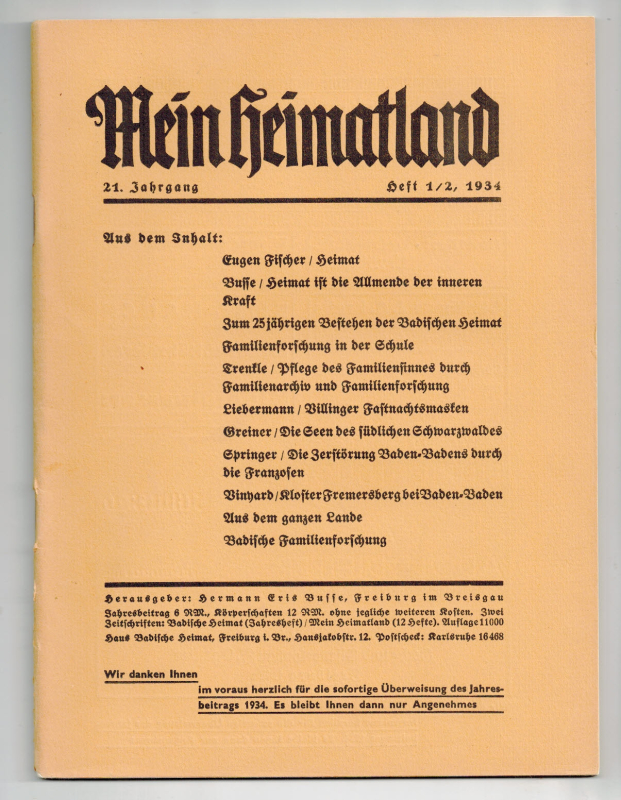 Mein Heimatland
21. Jahrgang Heft 1/2, 1934
Aus dem Inhalt:
Eugen Fischer / Heimat
Busse / Heimat ist die Allmende der inneren
Kraft
Zum 25jährigen Bestehen der Badischen Heimat
Familienforschung in der Schule
Trenkle / Pflege des Familiensinnes durch
Familienarchiv und Familienforschung
Liebermann / Villinger Fastnachtsmasken
Greiner / Die Seen des südlichen Schwarzwaldes
Springer / Die Zerstörung Baden-Badens durch
die Franzosen
Vinyard / Kloster Fremersberg bei Baden-Baden
Aus dem ganzen Lande
Badische Familienforschung
Herausgeber: Hermann Eris Busse, Freiburg im Breisgau
Jahresbeitrag 6 RM., Körperschaften 12 RM. ohne jegliche weiteren Kosten. Zwei
Zeitschriften: Badische Heimat (Jahresheft) / Mein Heimatland (12 Hefte). Auflage 11000
Haus Badische Heimat, Freiburg i. Br., Hansjakobstr. 12. Postscheck: Karlsruhe 16468
Wir danken Ihnen
im voraus herzlich für die sofortige Überweisung des Jahres-
beitrags 1934. Es bleibt Ihnen dann nur Angenehmes